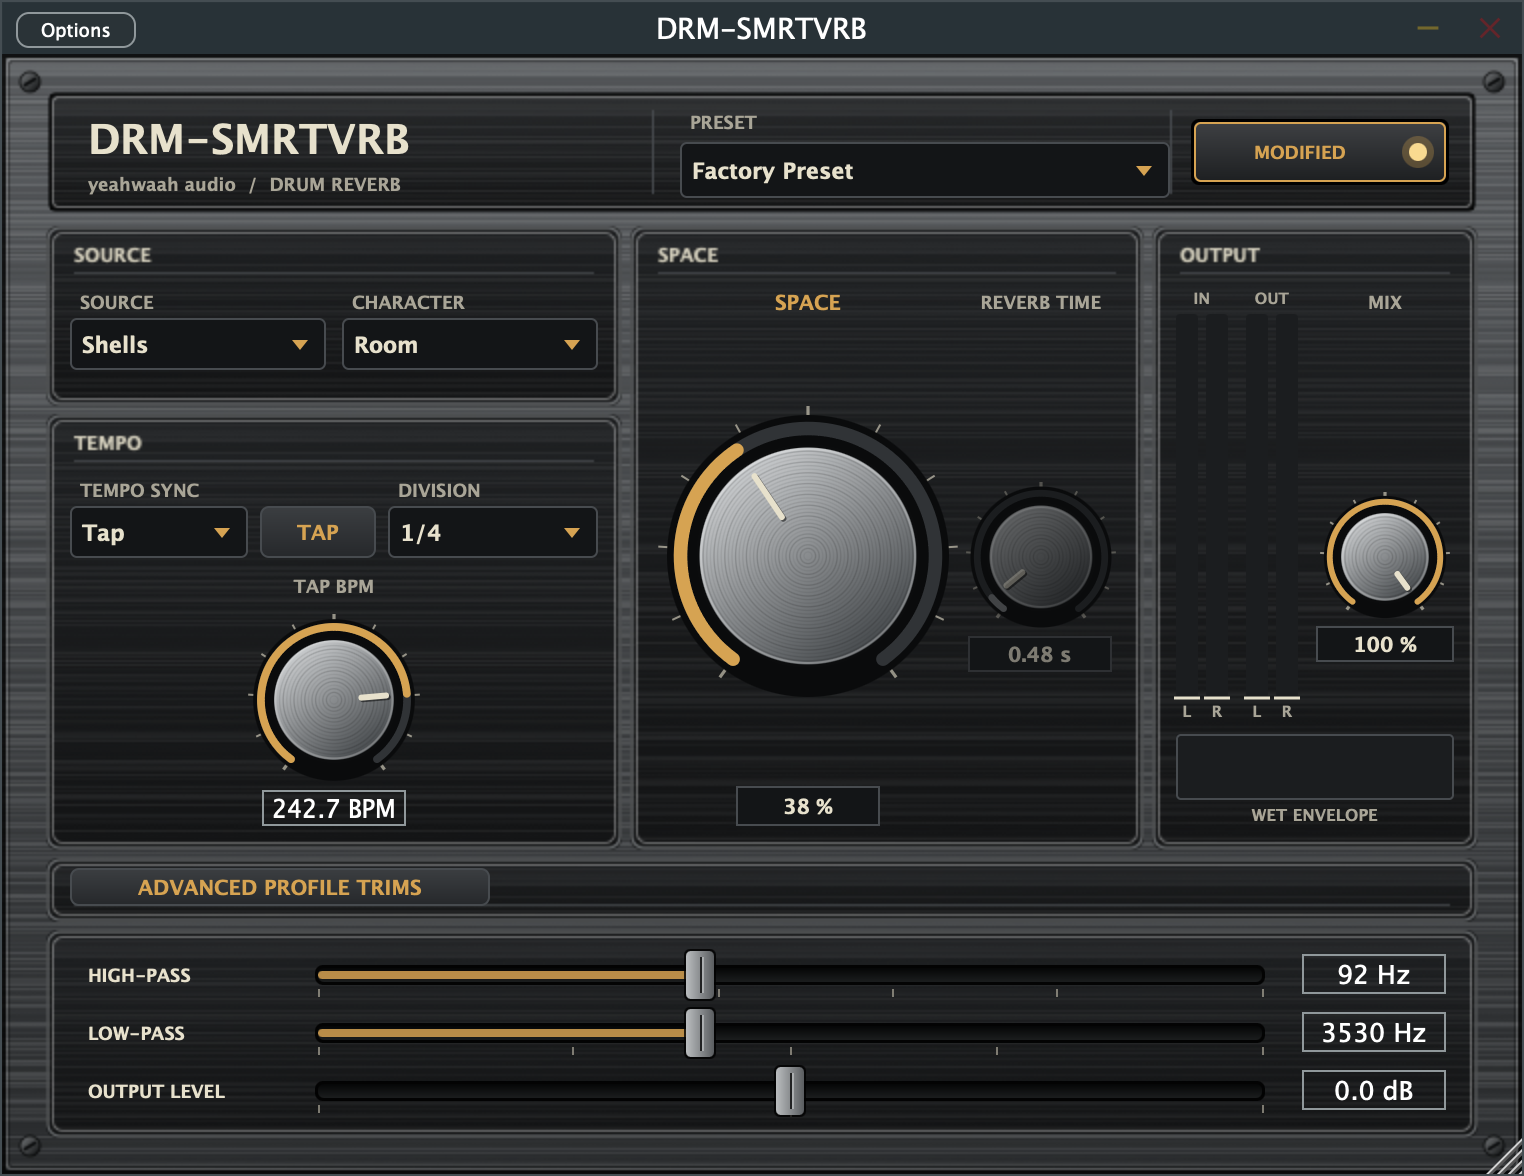 Options
DRM-SMRTVRB
DRM-SMRTVRB
yeahwaah audio / DRUM REVERB
PRESET
Factory Preset
MODIFIED
SOURCE
SOURCE
CHARACTER
Shells
Room
TEMPO
TEMPO SYNC
DIVISION
Tap
TAP
1/4
TAP BPM
242.7 BPM
SPACE
SPACE
REVERB TIME
0.48 s
38 %
OUTPUT
IN
OUT
MIX
100 %
L R L R
WET ENVELOPE
ADVANCED PROFILE TRIMS
HIGH-PASS
92 Hz
LOW-PASS
3530 Hz
OUTPUT LEVEL
0.0 dB